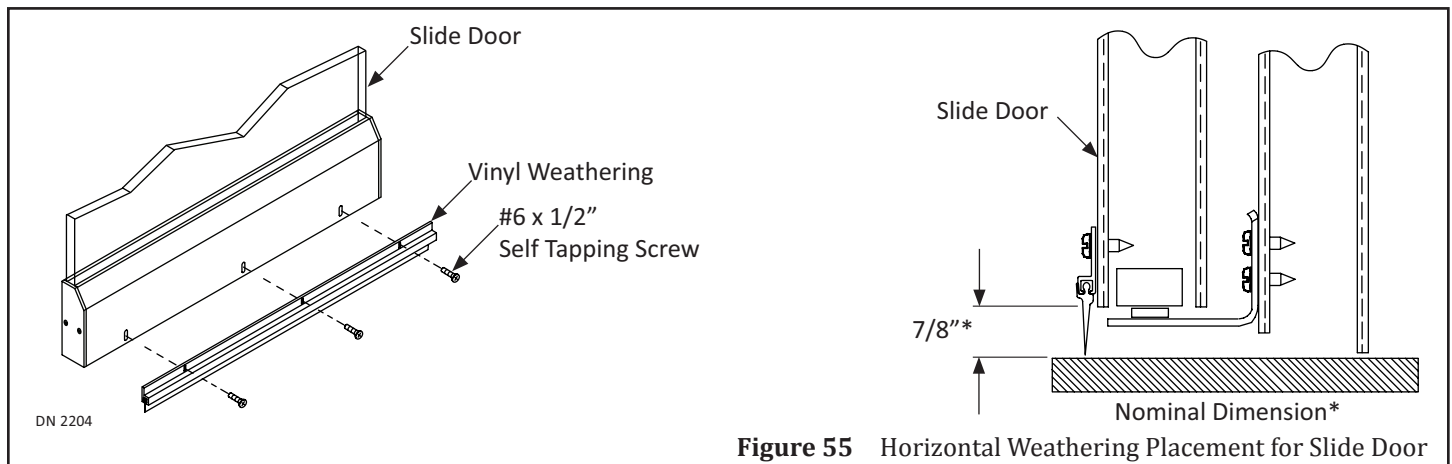 Slide Door
Vinyl Weathering
#6 x 1/2”
Self Tapping Screw
DN 2204
Slide Door
7/8”*
Nominal Dimension*
Figure 55 Horizontal Weathering Placement for Slide Door